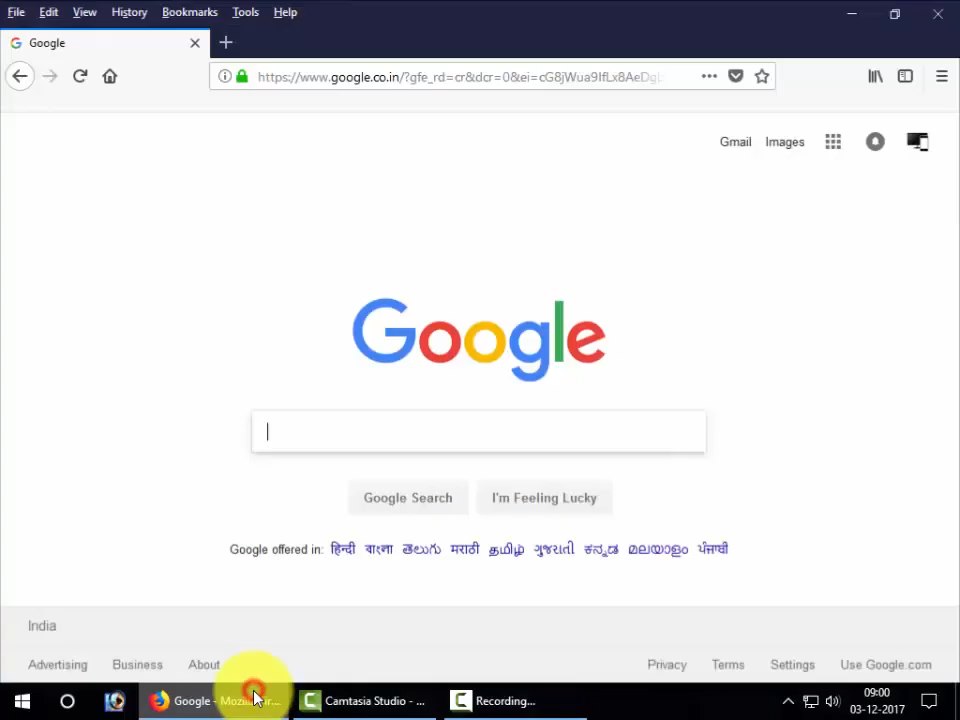 File Edit View History Bookmarks Tools Help
Google
https://www.google.co.in/?gfe_rd=cr&dcr=0&ei=cG8jWua9IfLx8AeDgL
Gmail Images
Google
Google Search I'm Feeling Lucky
Google offered in: हिन्दी বাংলা తెలుగు मराठी தமிழ் ગુજરાતી ಕನ್ನಡ മലയാളം ਪੰਜਾਬੀ
India
Advertising Business About Privacy Terms Settings Use Google.com
Google - Camtasia Studio - ... Recording... 09:00
03-12-2017